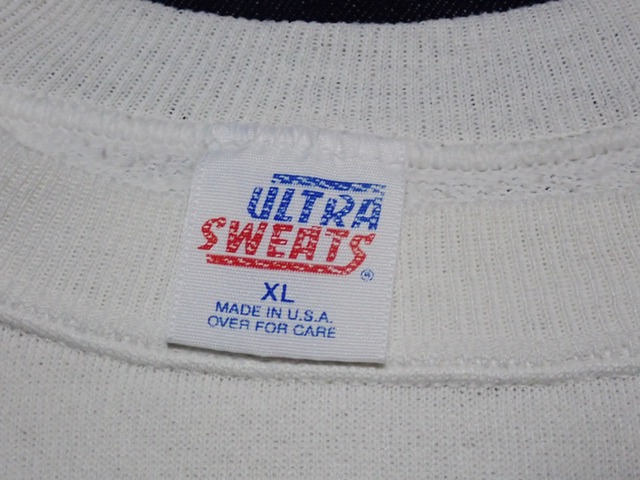 ULTRA
SWEATS®
XL
MADE IN U.S.A.
OVER FOR CARE